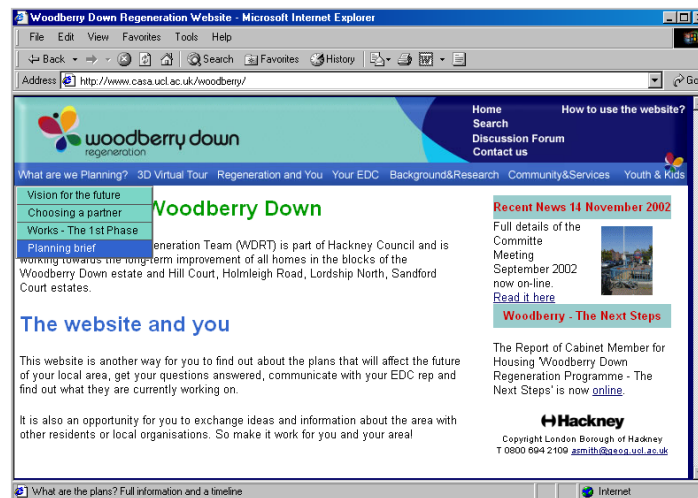 Woodberry Down Regeneration Website - Microsoft Internet Explorer
File Edit View Favorites Tools Help
Back Search Favorites History
Address http://www.casa.ucl.ac.uk/woodberry/ Go
Home How to use the website?
Search
Discussion Forum
Contact us
woodberry down
regeneration
What are we Planning? 3D Virtual Tour Regeneration and You Your EDC Background&Research Community&Services Youth & Kids
Vision for the future
Choosing a partner
Works - The 1st Phase
Planning brief
Woodberry Down
eneration Team (WDRT) is part of Hackney Council and is
working towards the long-term improvement of all homes in the blocks of the
Woodberry Down estate and Hill Court, Holmleigh Road, Lordship North, Sandford
Court estates.
The website and you
This website is another way for you to find out about the plans that will affect the future
of your local area, get your questions answered, communicate with your EDC rep and
find out what they are currently working on.
It is also an opportunity for you to exchange ideas and information about the area with
other residents or local organisations. So make it work for you and your area!
Recent News 14 November 2002
Full details of the
Committe
Meeting
September 2002
now on-line.
Read it here
Woodberry - The Next Steps
The Report of Cabinet Member for
Housing 'Woodberry Down
Regeneration Programme - The
Next Steps' is now online.
Hackney
Copyright London Borough of Hackney
T 0800 694 2109 asmith@geog.ucl.ac.uk
What are the plans? Full information and a timeline Internet